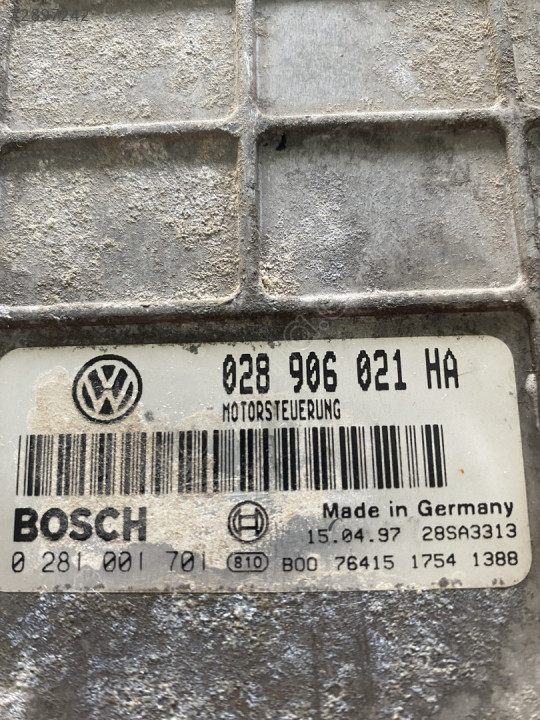 028 906 021 HA
MOTORSTEUERUNG
BOSCH
Made in Germany
15.04.97 28SA3313
0 281 001 701 810 B00 76415 1754 1388